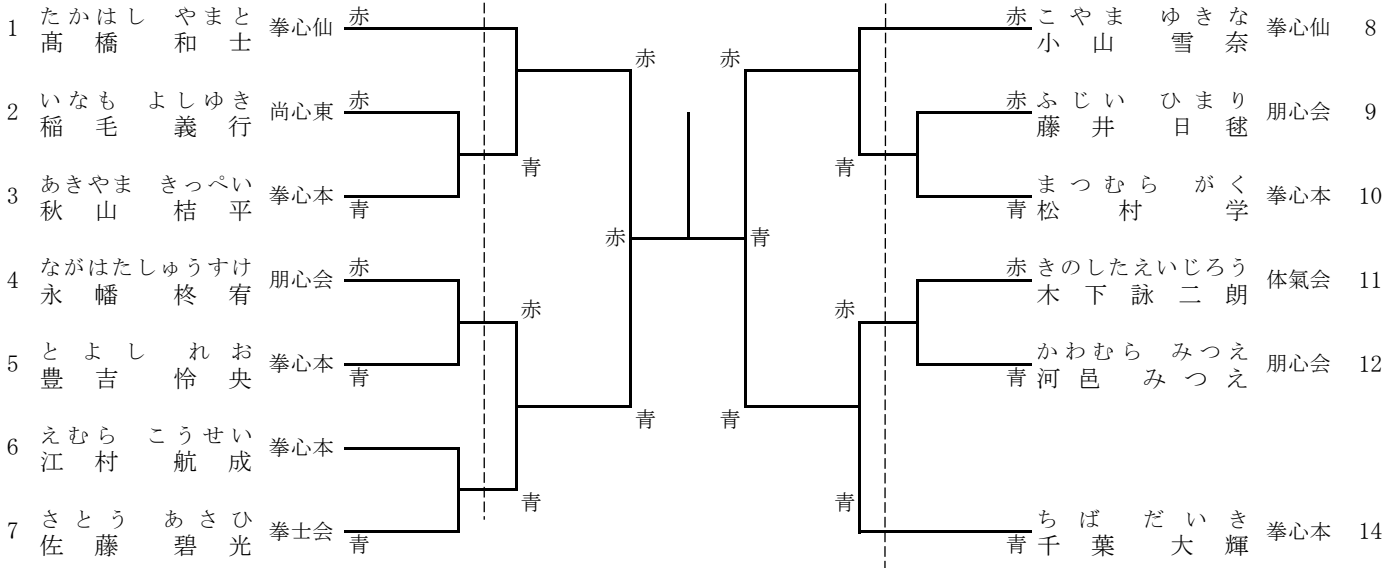 たかはし　やまと
1 髙橋　和士 拳心仙 赤
いなも　よしゆき
2 稲毛　義行 尚心東 赤
あきやま　きっぺい
3 秋山　桔平 拳心本 青
ながはたしゅうすけ
4 永幡　柊宥 朋心会 赤
とよし　れお
5 豊吉　怜央 拳心本 青
えむら　こうせい
6 江村　航成 拳心本
さとう　あさひ
7 佐藤　碧光 拳士会 青
赤
青
赤
青
赤
青
赤
青
赤
青
赤
青
赤 こやま　ゆきな
小山　雪奈 拳心仙 8
赤 ふじい　ひまり
藤井　日毬 朋心会 9
まつむら　がく
青 松村　学 拳心本 10
赤 きのしたえいじろう
木下詠二朗 体氣会 11
かわむら　みつえ
青 河邑　みつえ 朋心会 12
ちば　だいき
青 千葉　大輝 拳心本 14